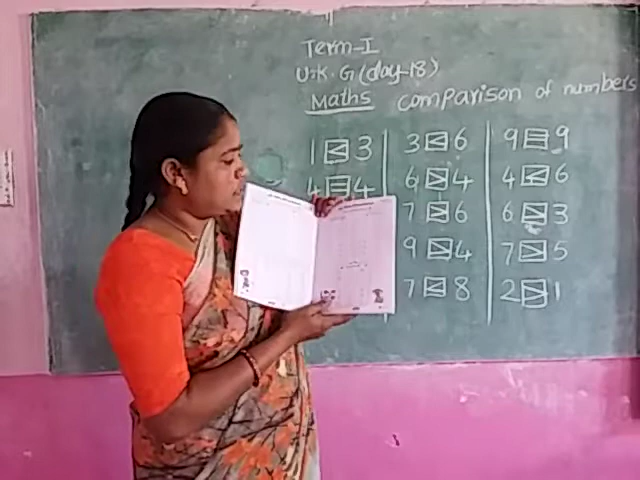 Term-I
U.K.G (day-18)
Maths comparison of numbers
1 < 3
4 = 4
3 < 6
6 > 4
7 > 6
9 > 4
7 < 8
9 = 9
4 < 6
6 > 3
7 > 5
2 > 1